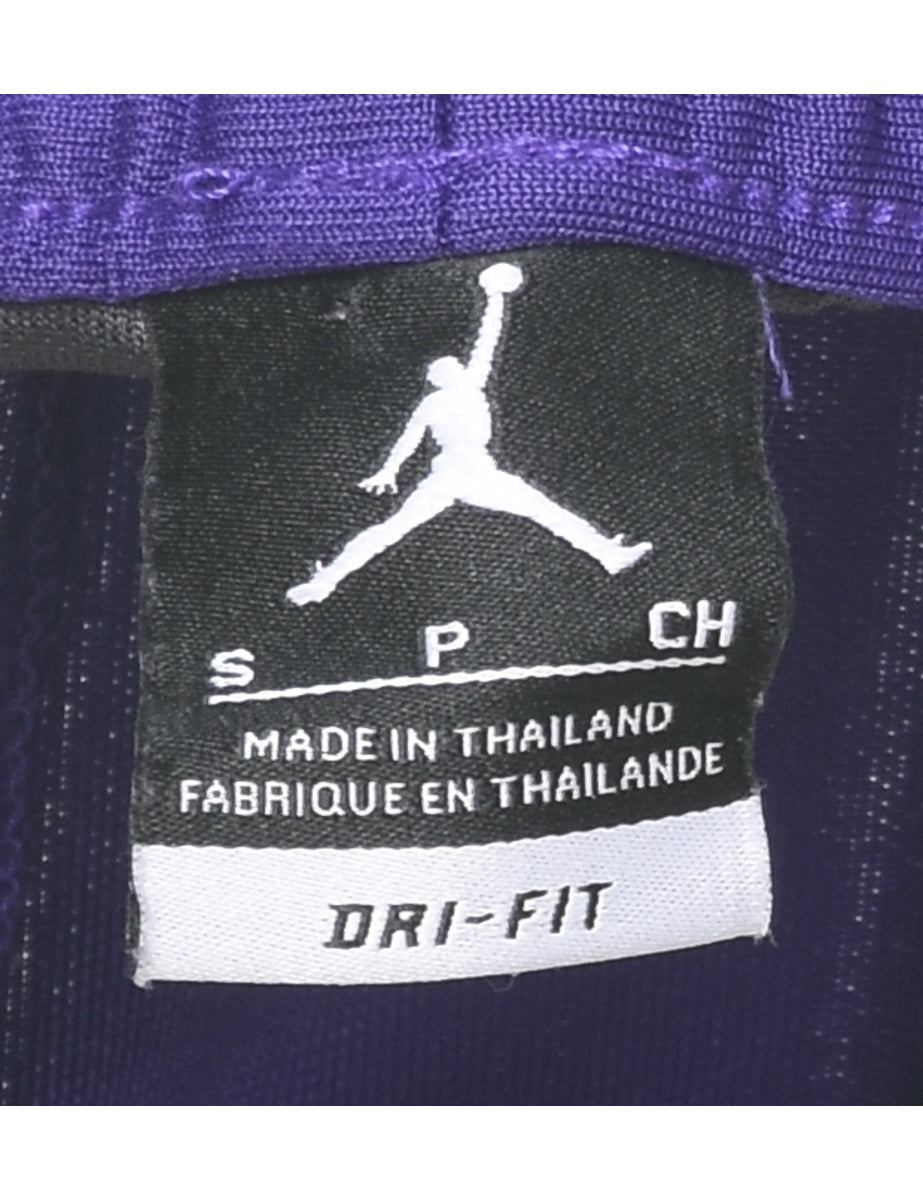 S P CH
MADE IN THAILAND
FABRIQUE EN THAILANDE
DRI-FIT